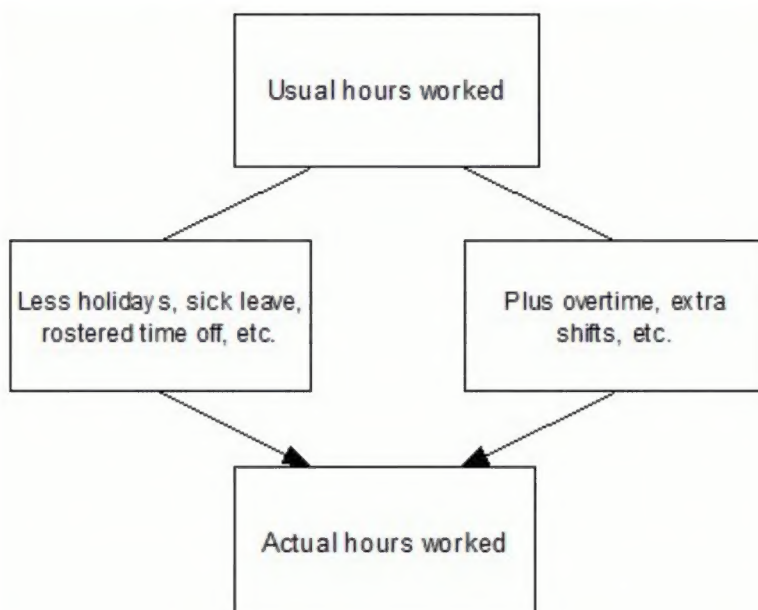 Usual hours worked
Less holidays, sick leave,
rostered time off, etc.
Plus overtime, extra
shifts, etc.
Actual hours worked